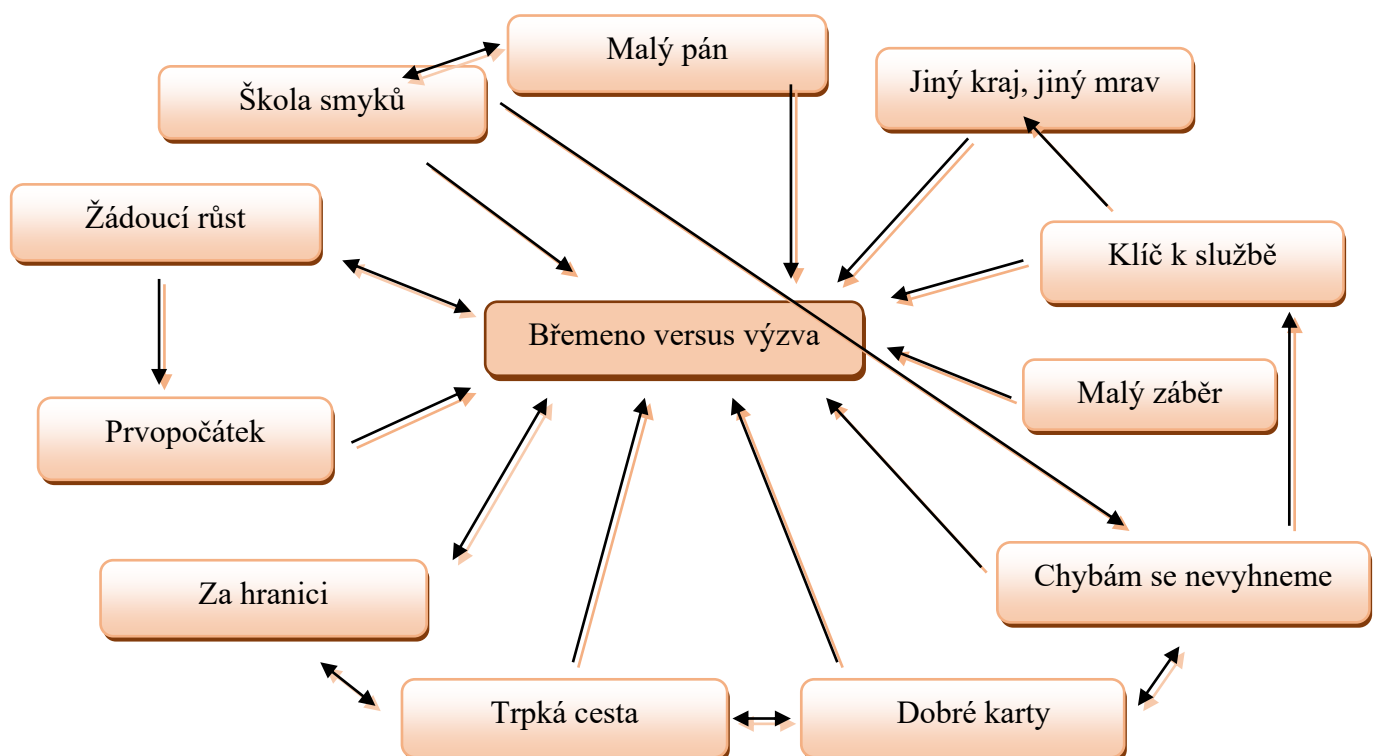 Malý pán
Jiný kraj, jiný mrav
Škola smyků
Žádoucí růst
Klíč k službě
Břemeno versus výzva
Malý záběr
Prvopočátek
Chybám se nevyhneme
Za hranici
Trpká cesta
Dobré karty